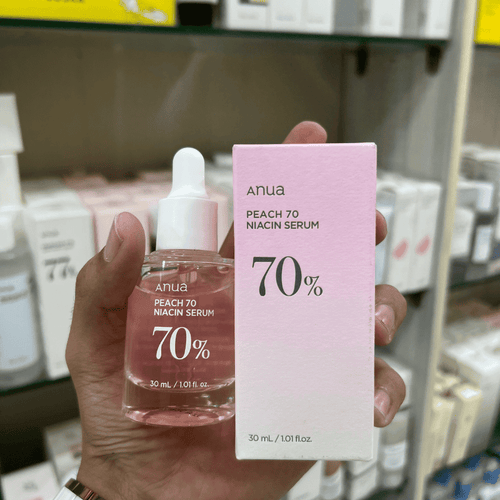 Anua
PEACH 70
NIACIN SERUM
70%
30 mL / 1.01 fl. oz.
Anua
PEACH 70
NIACIN SERUM
70%
30 mL / 1.01 fl.oz.
77%